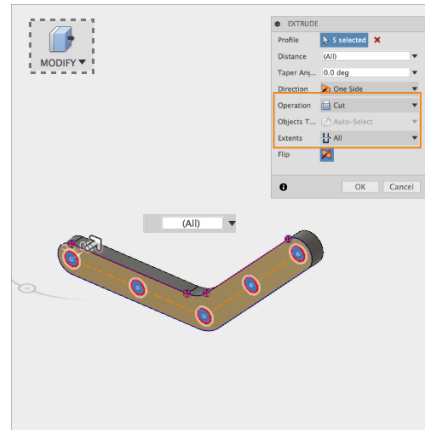 MODIFY
EXTRUDE
Profile 5 selected
Distance (All)
Taper Ang... 0.0 deg
Direction One Side
Operation Cut
Objects T... Auto-Select
Extents All
Flip
OK Cancel
(All)